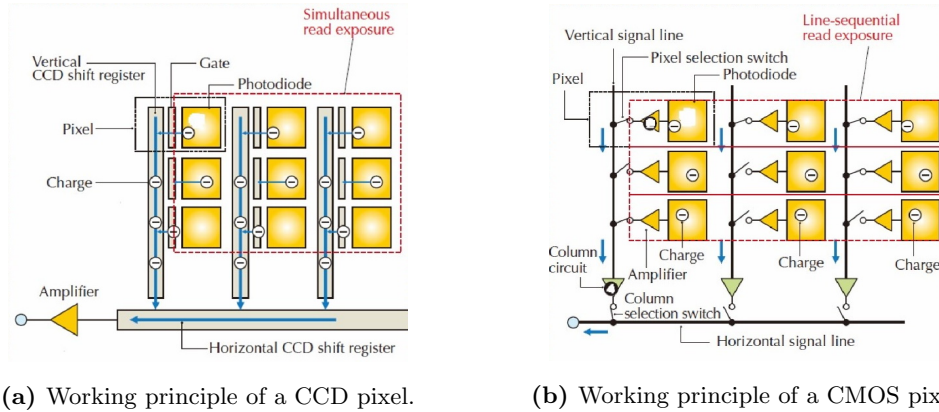 Simultaneous
read exposure
Vertical
CCD shift register
Gate
Photodiode
Pixel
Charge
Amplifier
Horizontal CCD shift register
(a) Working principle of a CCD pixel.
Line-sequential
read exposure
Vertical signal line
Pixel selection switch
Photodiode
Pixel
Column
circuit
Amplifier
Charge
Charge
Charge
Column
selection switch
Horizontal signal line
(b) Working principle of a CMOS pix